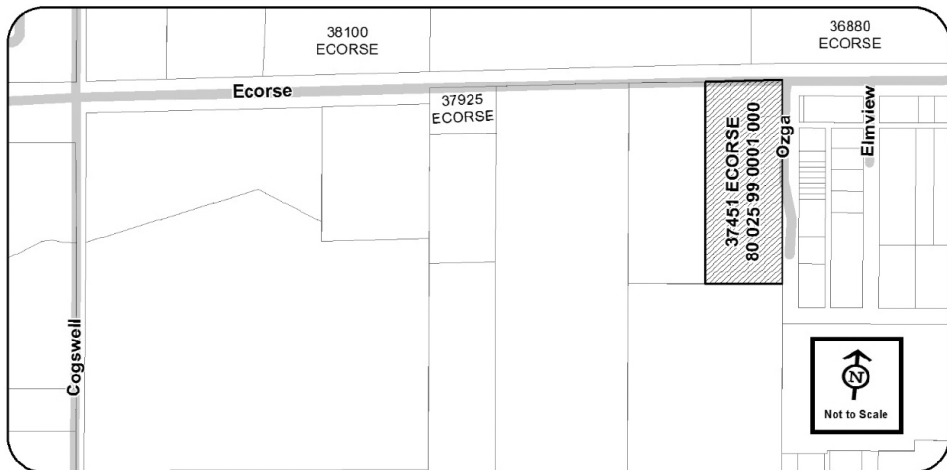 38100
ECORSE
36880
ECORSE
Ecorse
37925
ECORSE
37451 ECORSE
80 025 99 0001 000
Ozga
Elmview
Cogswell
N
Not to Scale